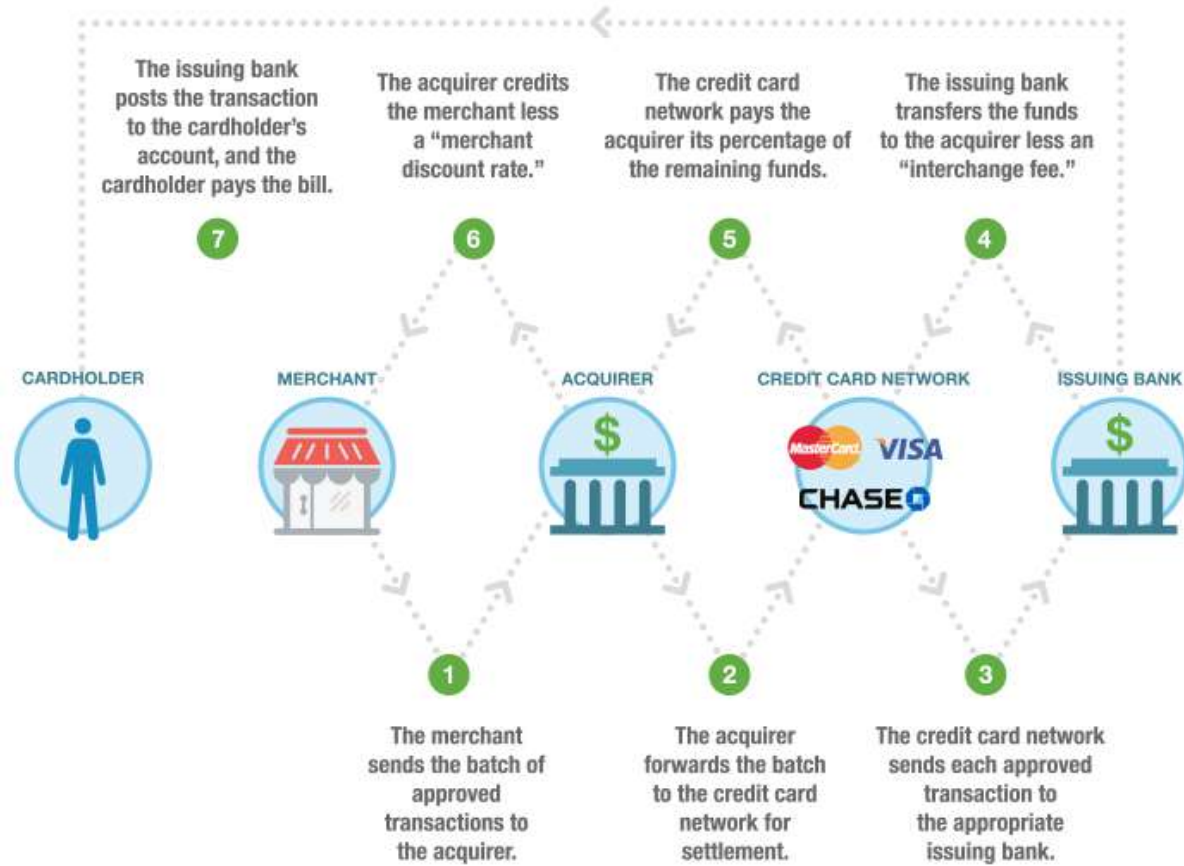 The issuing bank
posts the transaction
to the cardholder's
account, and the
cardholder pays the bill.
7
The acquirer credits
the merchant less
a “merchant
discount rate.”
6
The credit card
network pays the
acquirer its percentage of
the remaining funds.
5
The issuing bank
transfers the funds
to the acquirer less an
“interchange fee.”
4
CARDHOLDER
MERCHANT
ACQUIRER
CREDIT CARD NETWORK
ISSUING BANK
$
MasterCard
VISA
CHASE
$
1
The merchant
sends the batch of
approved
transactions to
the acquirer.
2
The acquirer
forwards the batch
to the credit card
network for
settlement.
3
The credit card network
sends each approved
transaction to
the appropriate
issuing bank.